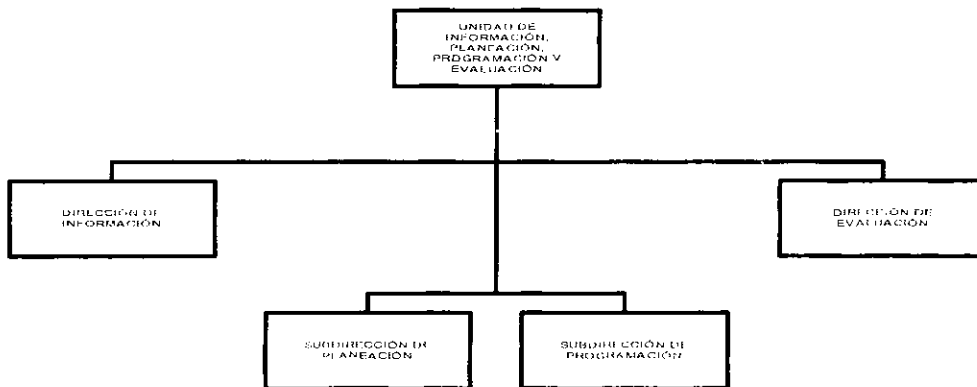 UNIDAD DE
INFORMACIÓN,
PLANEACIÓN,
PROGRAMACIÓN Y
EVALUACIÓN
DIRECCIÓN DE
INFORMACIÓN
DIRECCIÓN DE
EVALUACIÓN
SUBDIRECCIÓN DE
PLANEACIÓN
SUBDIRECCIÓN DE
PROGRAMACIÓN